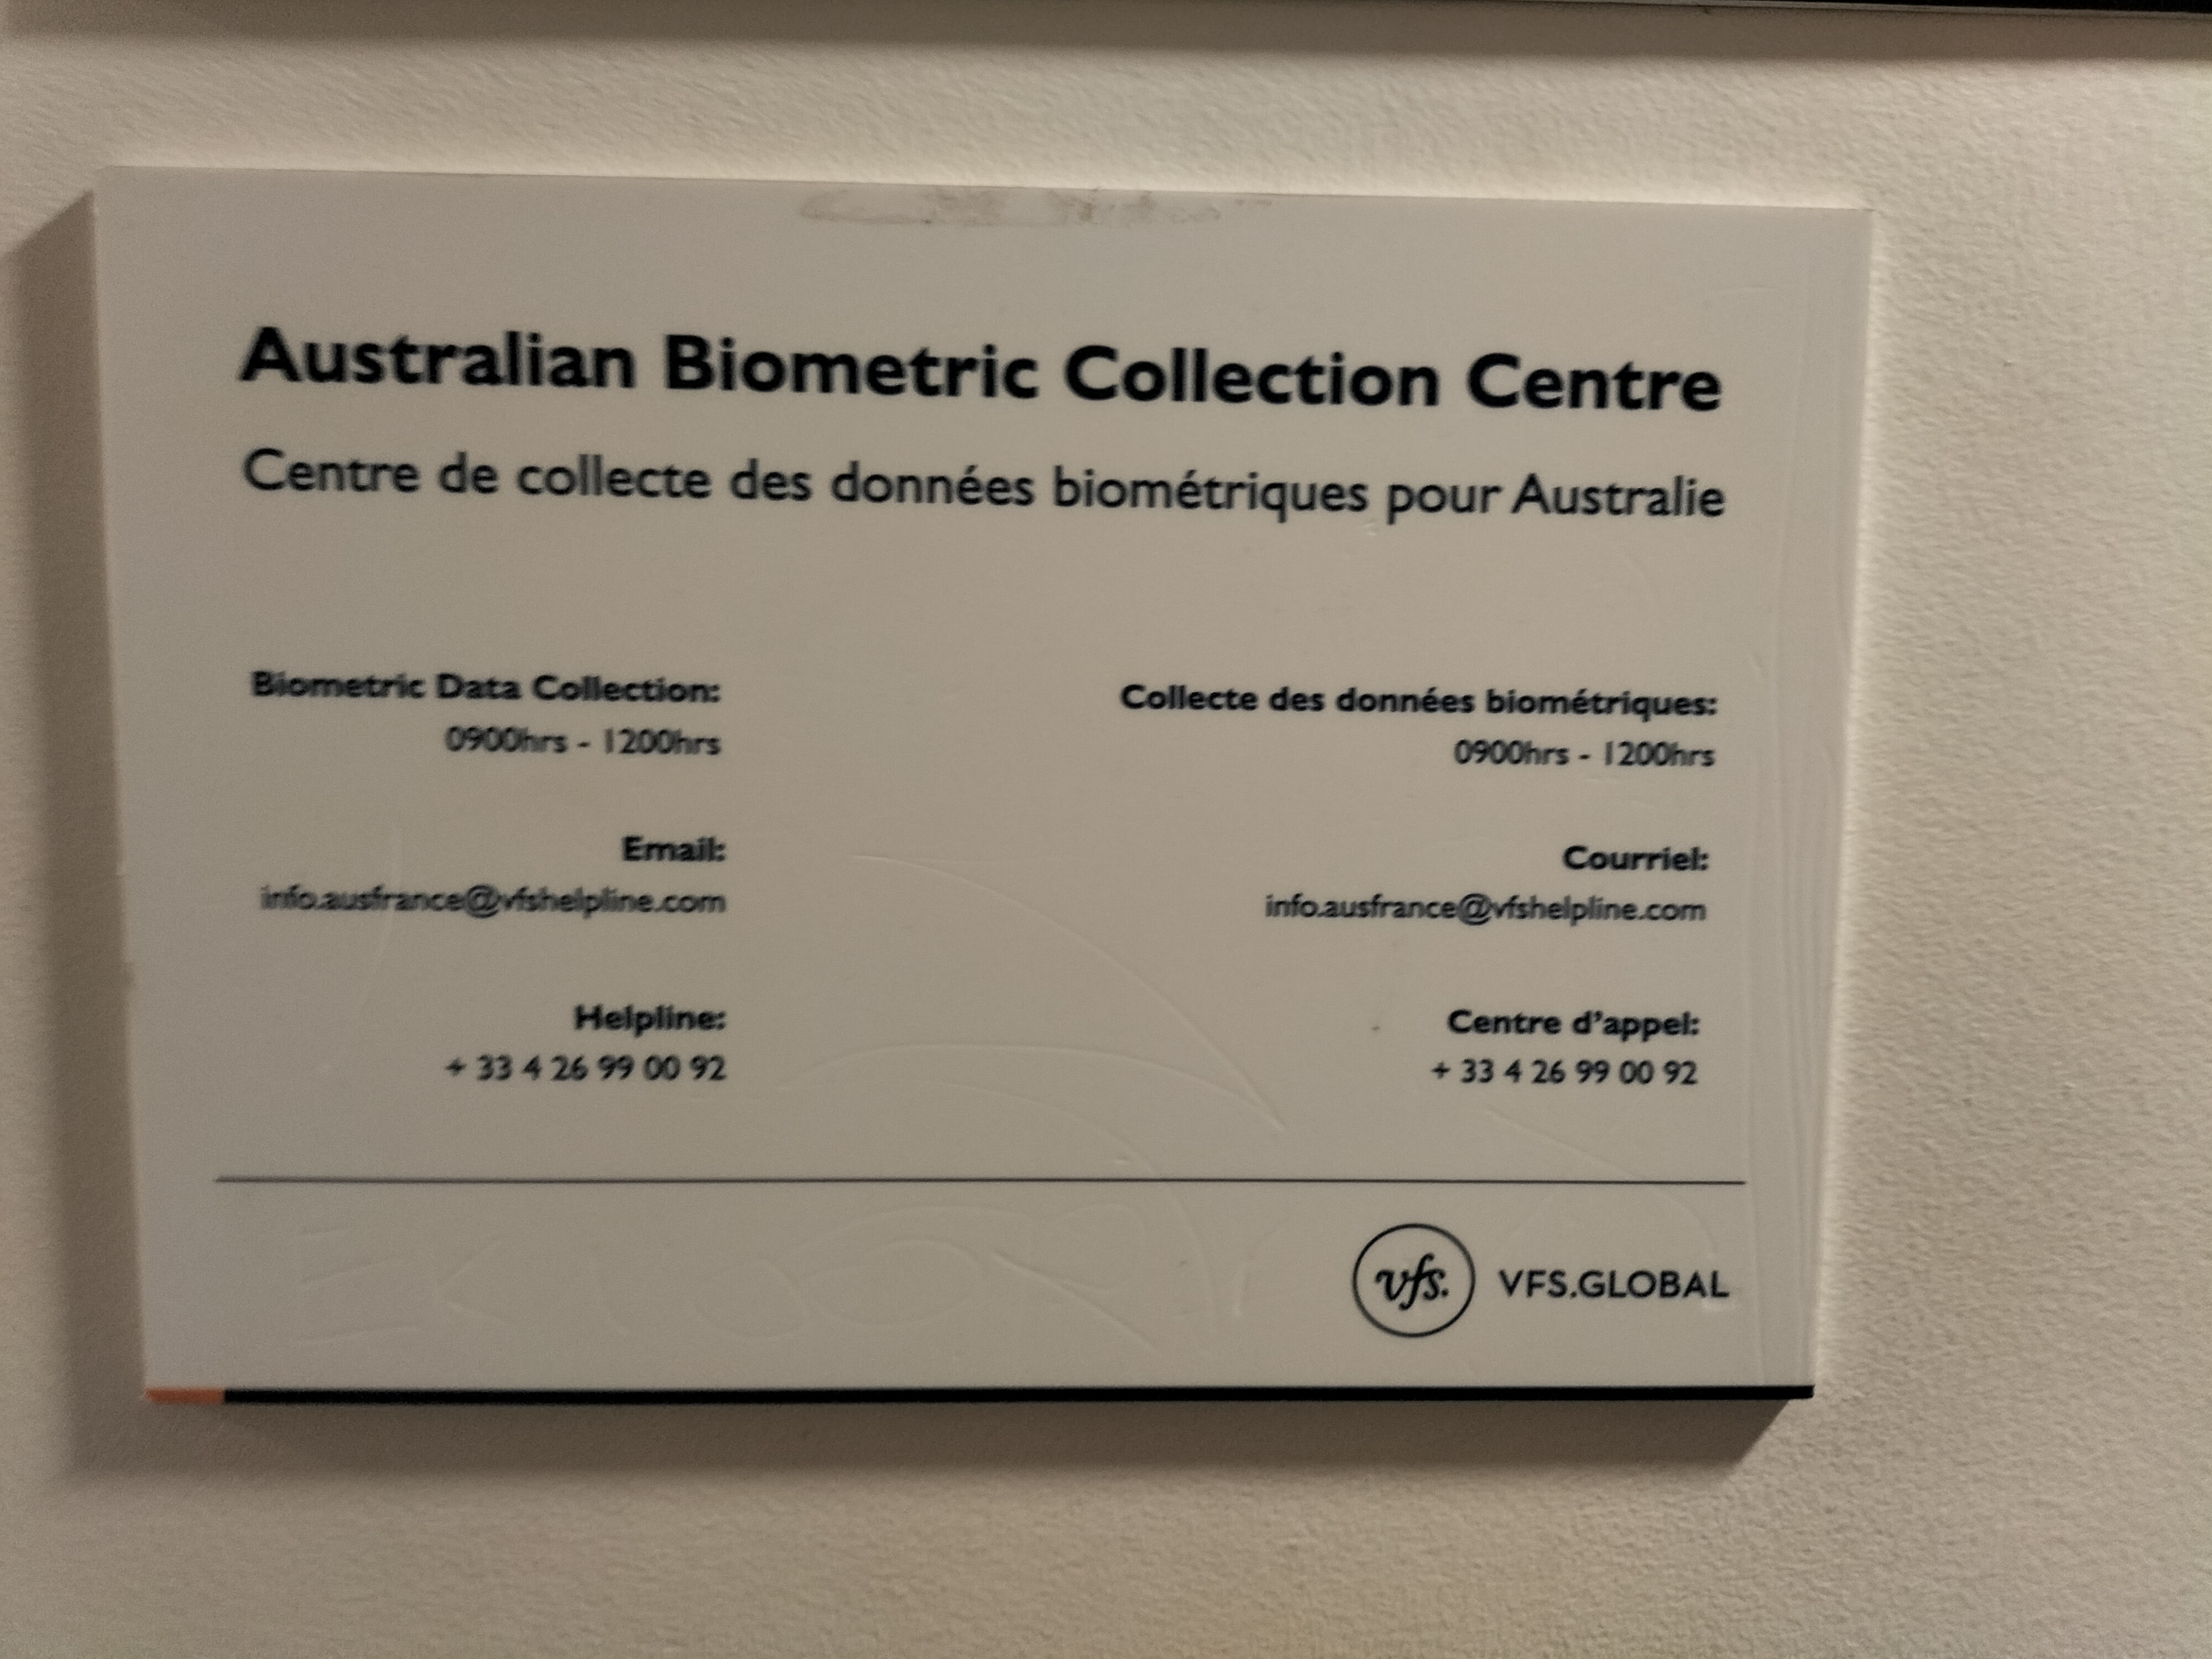 Australian Biometric Collection Centre
Centre de collecte des données biométriques pour Australie
Biometric Data Collection:
0900hrs - 1200hrs
Email:
info.ausfrance@vfshelpline.com
Helpline:
+ 33 4 26 99 00 92
Collecte des données biométriques:
0900hrs - 1200hrs
Courriel:
info.ausfrance@vfshelpline.com
Centre d'appel:
+ 33 4 26 99 00 92
vfs. VFS.GLOBAL